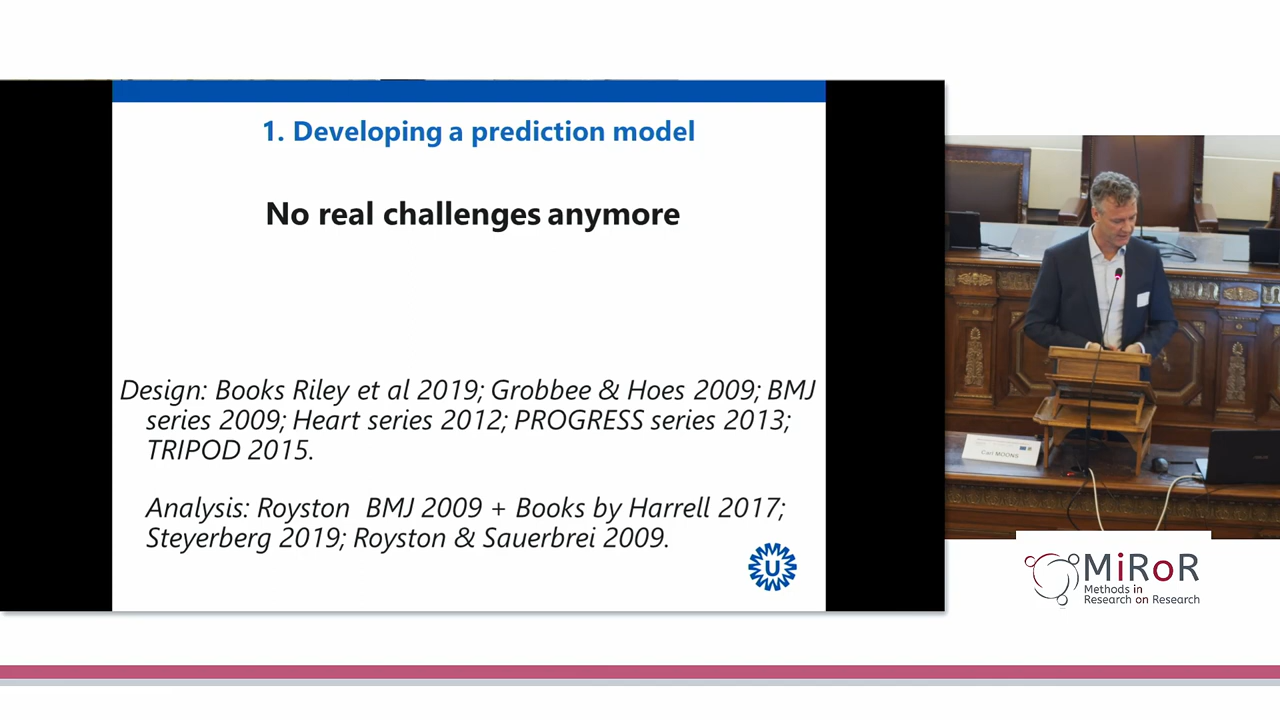 1. Developing a prediction model
No real challenges anymore
Design: Books Riley et al 2019; Grobbee & Hoes 2009; BMJ
series 2009; Heart series 2012; PROGRESS series 2013;
TRIPOD 2015.
Analysis: Royston BMJ 2009 + Books by Harrell 2017;
Steyerberg 2019; Royston & Sauerbrei 2009.
U
Carl MOONS
MiRoR
Methods in
Research on Research